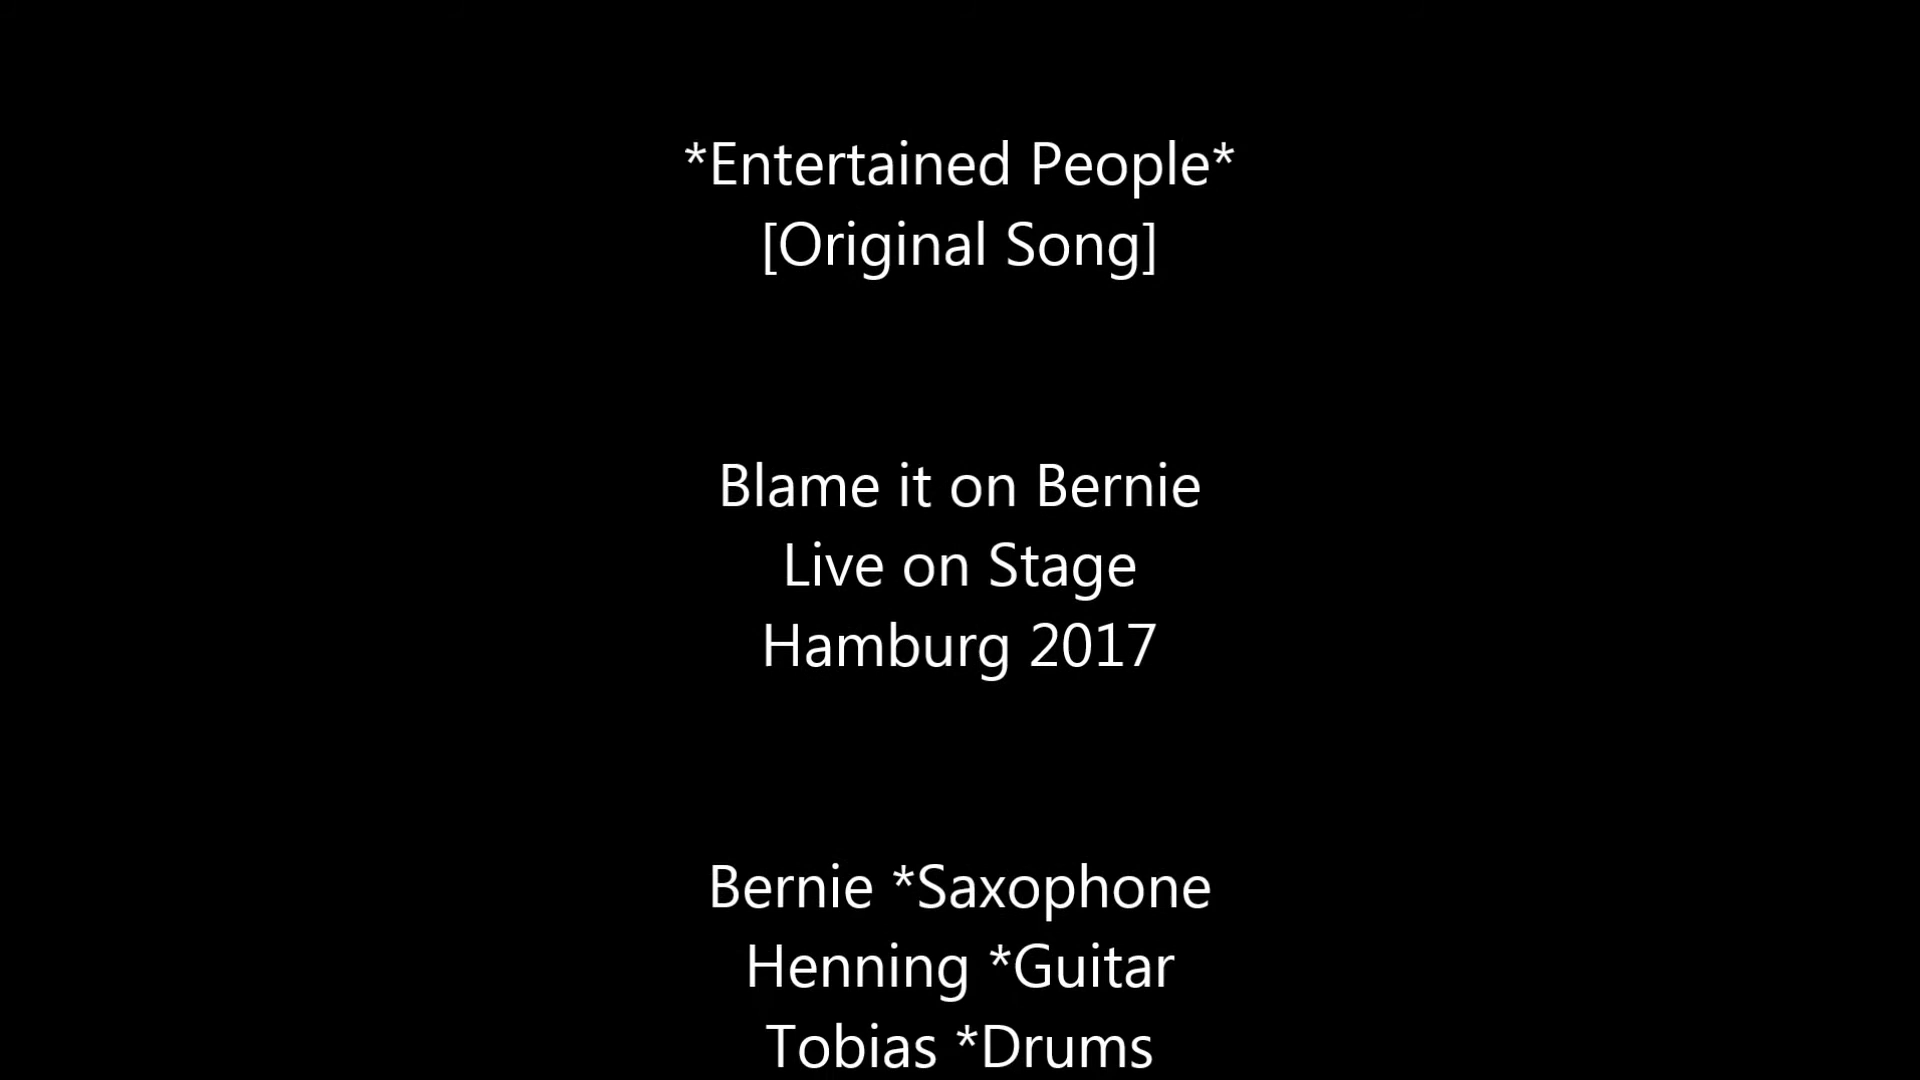 *Entertained People*
[Original Song]
Blame it on Bernie
Live on Stage
Hamburg 2017
Bernie *Saxophone
Henning *Guitar
Tobias *Drums